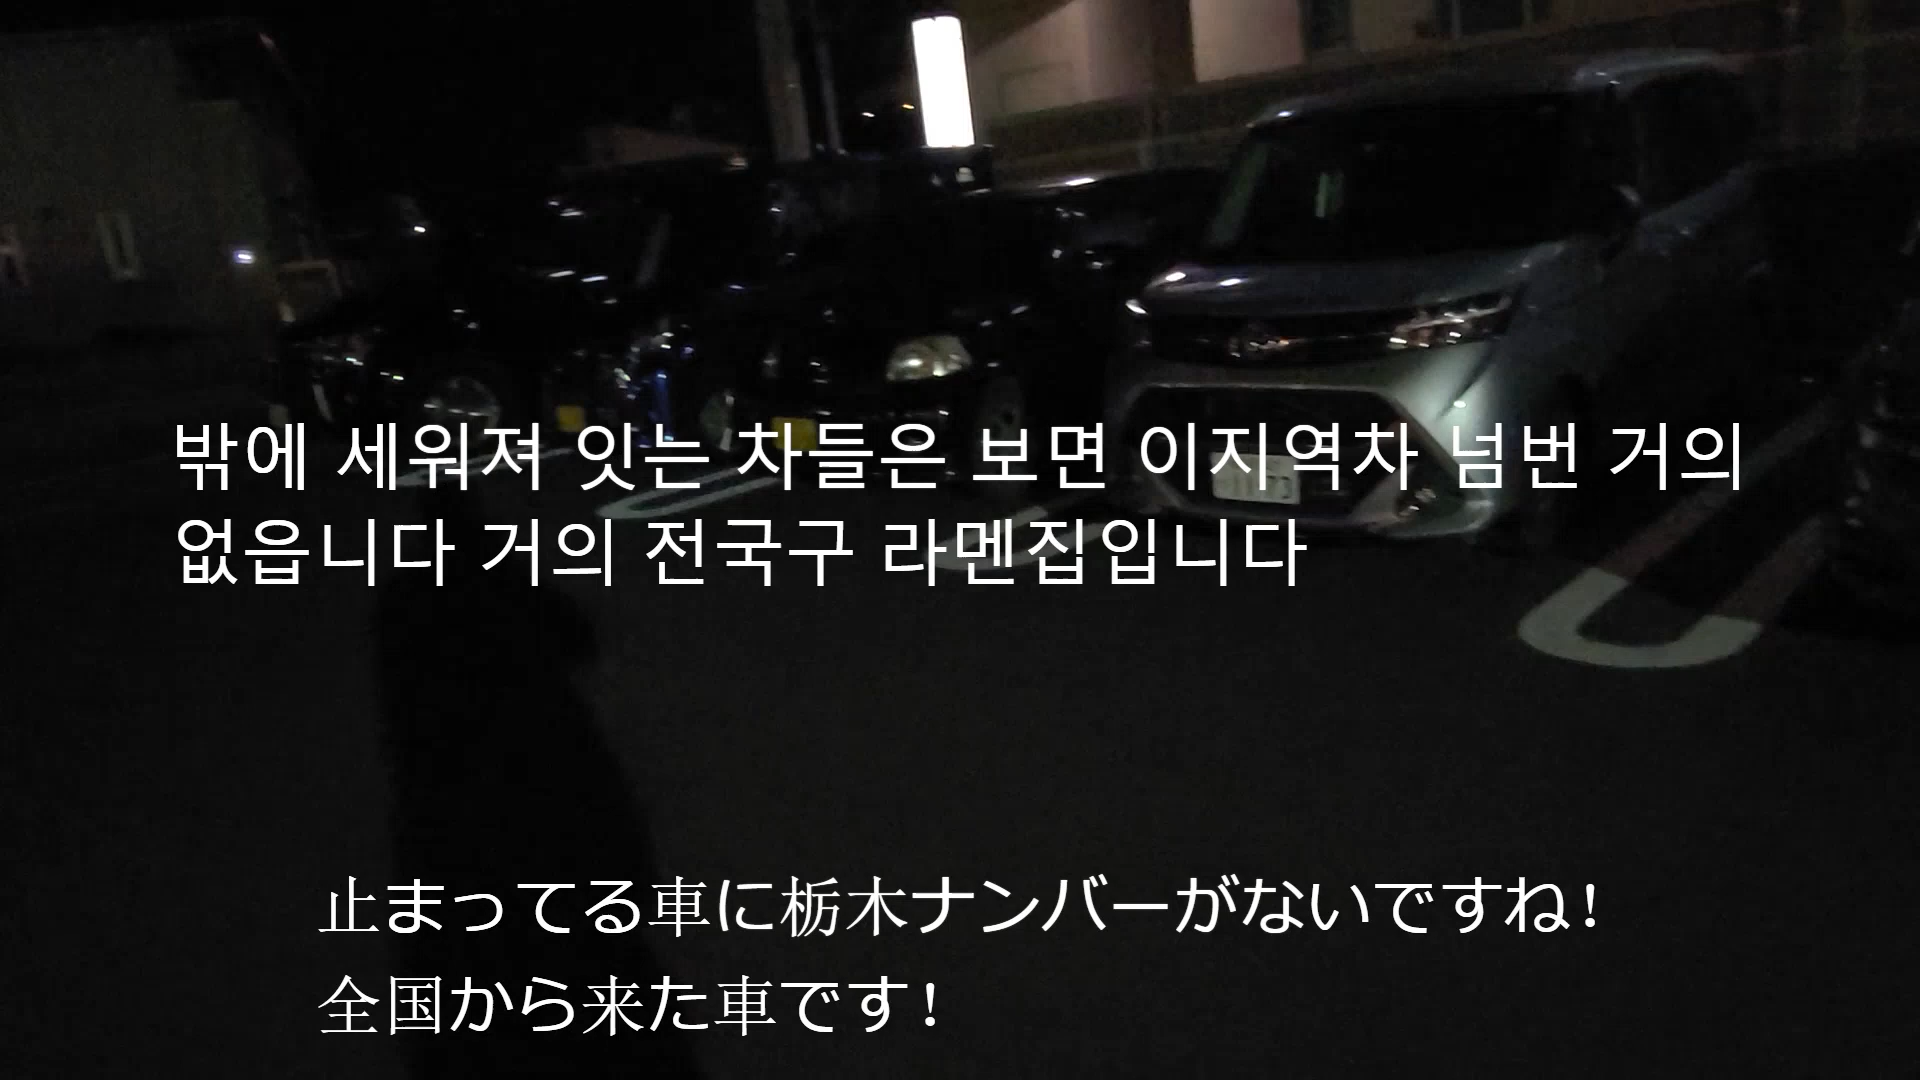 밖에 세워져 잇는 차들은 보면 이지역차 넘번 거의
없읍니다 거의 전국구 라멘집입니다
止まってる車に栃木ナンバーがないですね!
全国から来た車です!